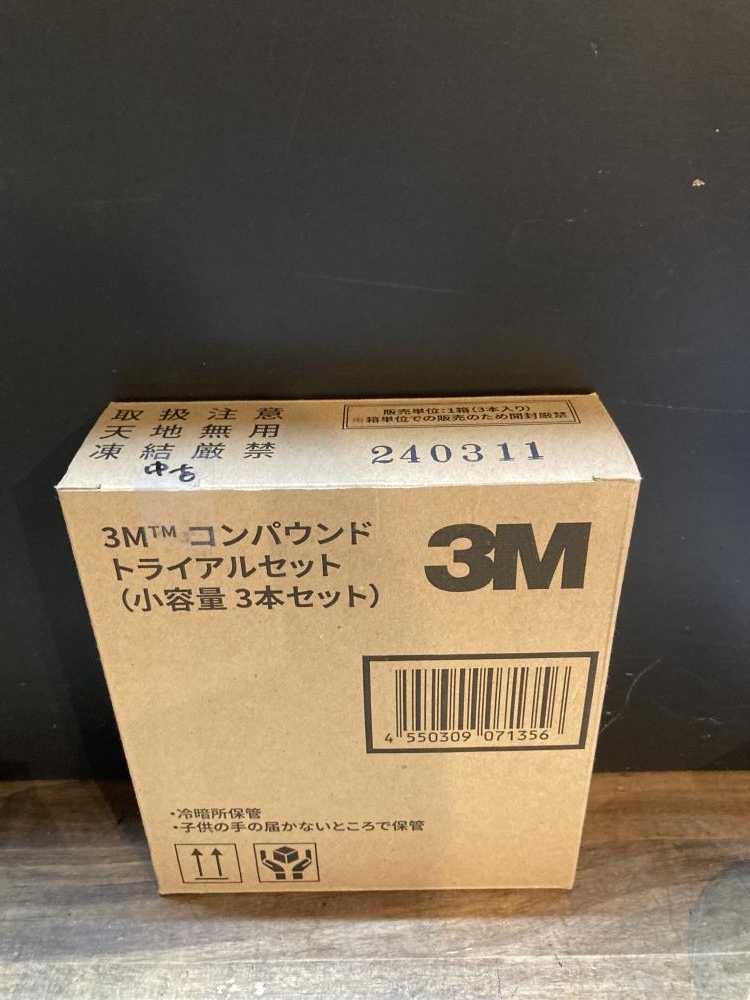 取扱注意
天地無用
凍結厳禁
中古
販売単位：1箱（3本入り）
※箱単位での販売のため開封厳禁
240311
3M™ コンパウンド
トライアルセット
（小容量 3本セット）
3M
4 550309 071356
・冷暗所保管
・子供の手の届かないところで保管